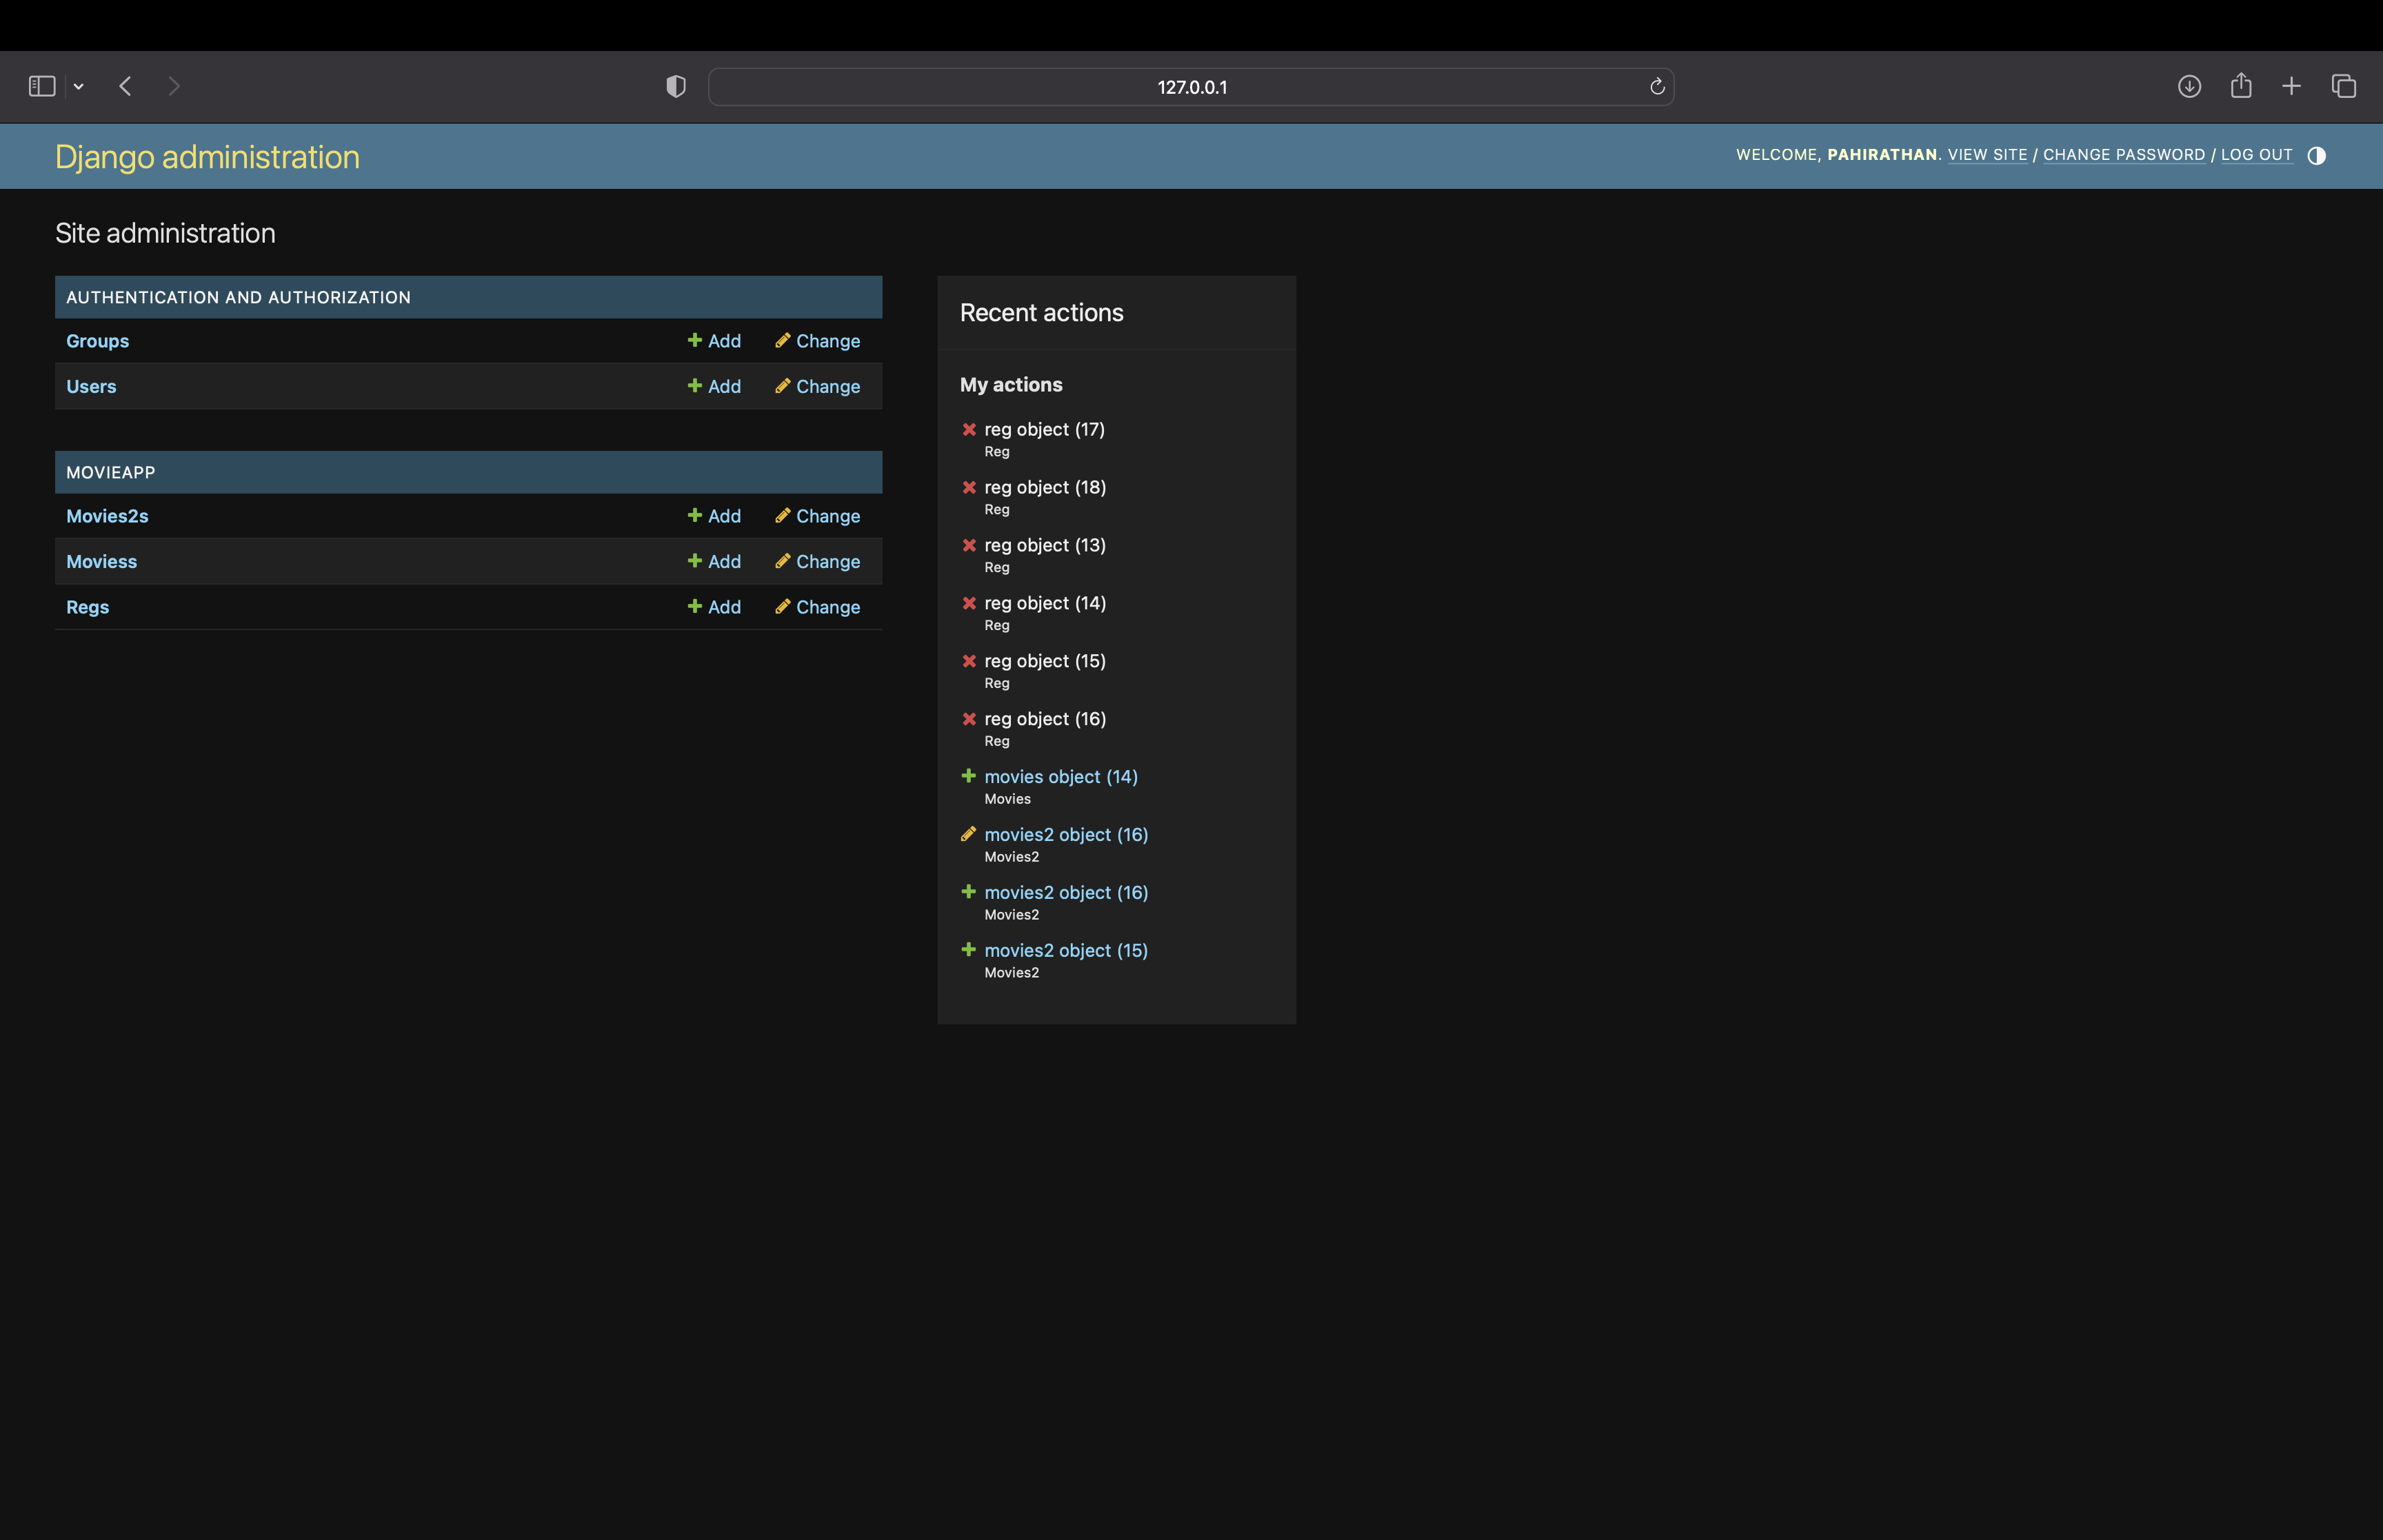 127.0.0.1
Django administration
WELCOME, PAHIRATHAN. VIEW SITE / CHANGE PASSWORD / LOG OUT
Site administration
AUTHENTICATION AND AUTHORIZATION
Groups Add Change
Users Add Change
MOVIEAPP
Movies2s Add Change
Moviess Add Change
Regs Add Change
Recent actions
My actions
reg object (17)
Reg
reg object (18)
Reg
reg object (13)
Reg
reg object (14)
Reg
reg object (15)
Reg
reg object (16)
Reg
movies object (14)
Movies
movies2 object (16)
Movies2
movies2 object (16)
Movies2
movies2 object (15)
Movies2